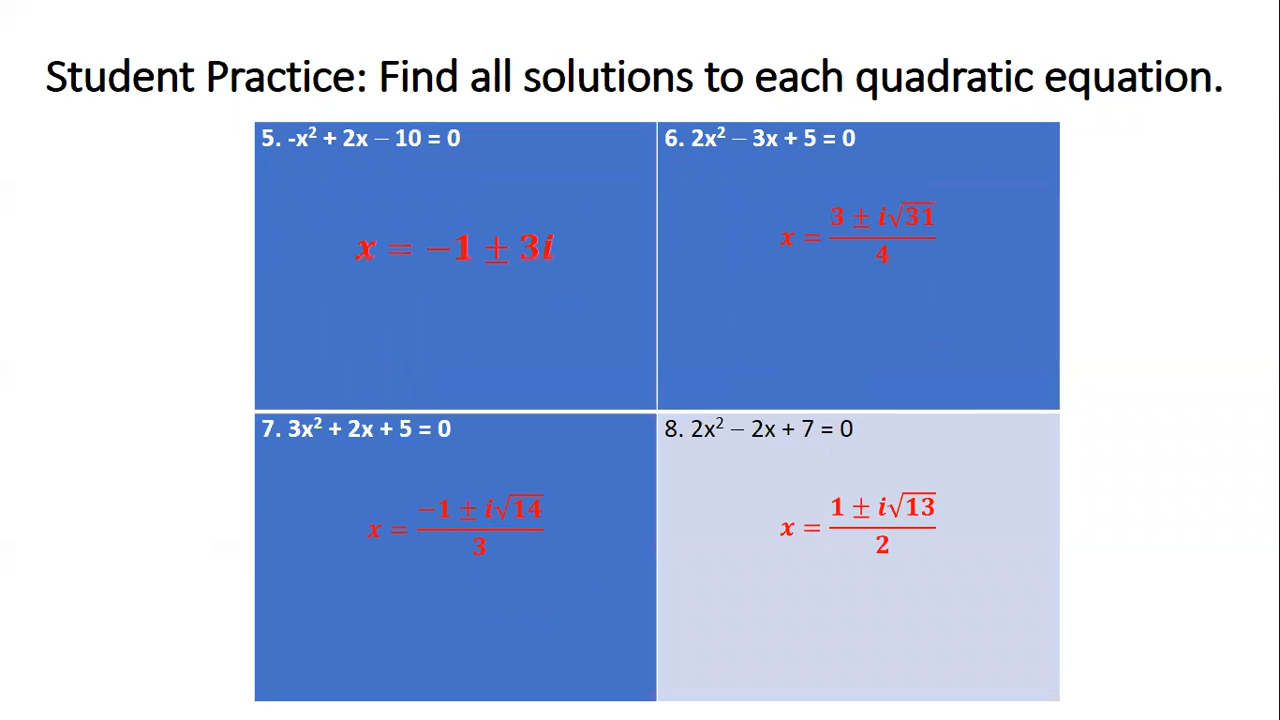 Student Practice: Find all solutions to each quadratic equation.
5. -x² + 2x – 10 = 0
x = −1 ± 3i
6. 2x² – 3x + 5 = 0
x = (3 ± i√31)/4
7. 3x² + 2x + 5 = 0
x = (−1 ± i√14)/3
8. 2x² – 2x + 7 = 0
x = (1 ± i√13)/2